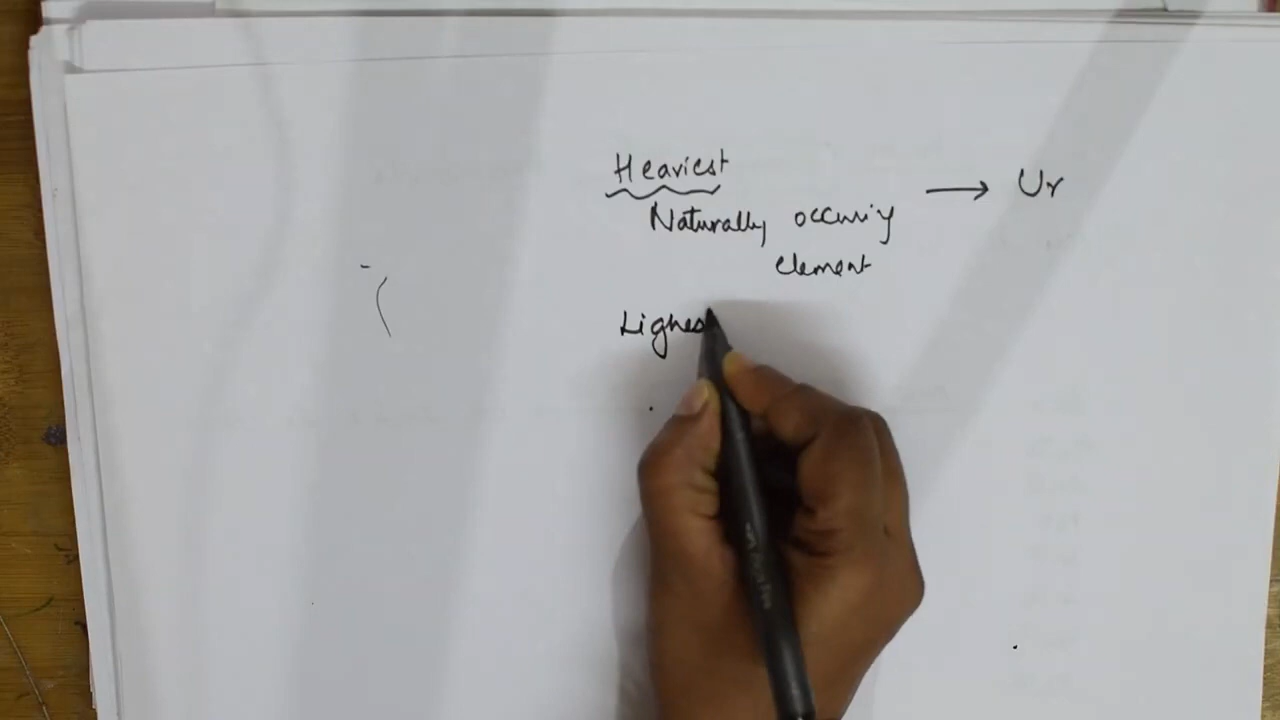 Heaviest
Naturally occuriy → Ur
element
Lighes